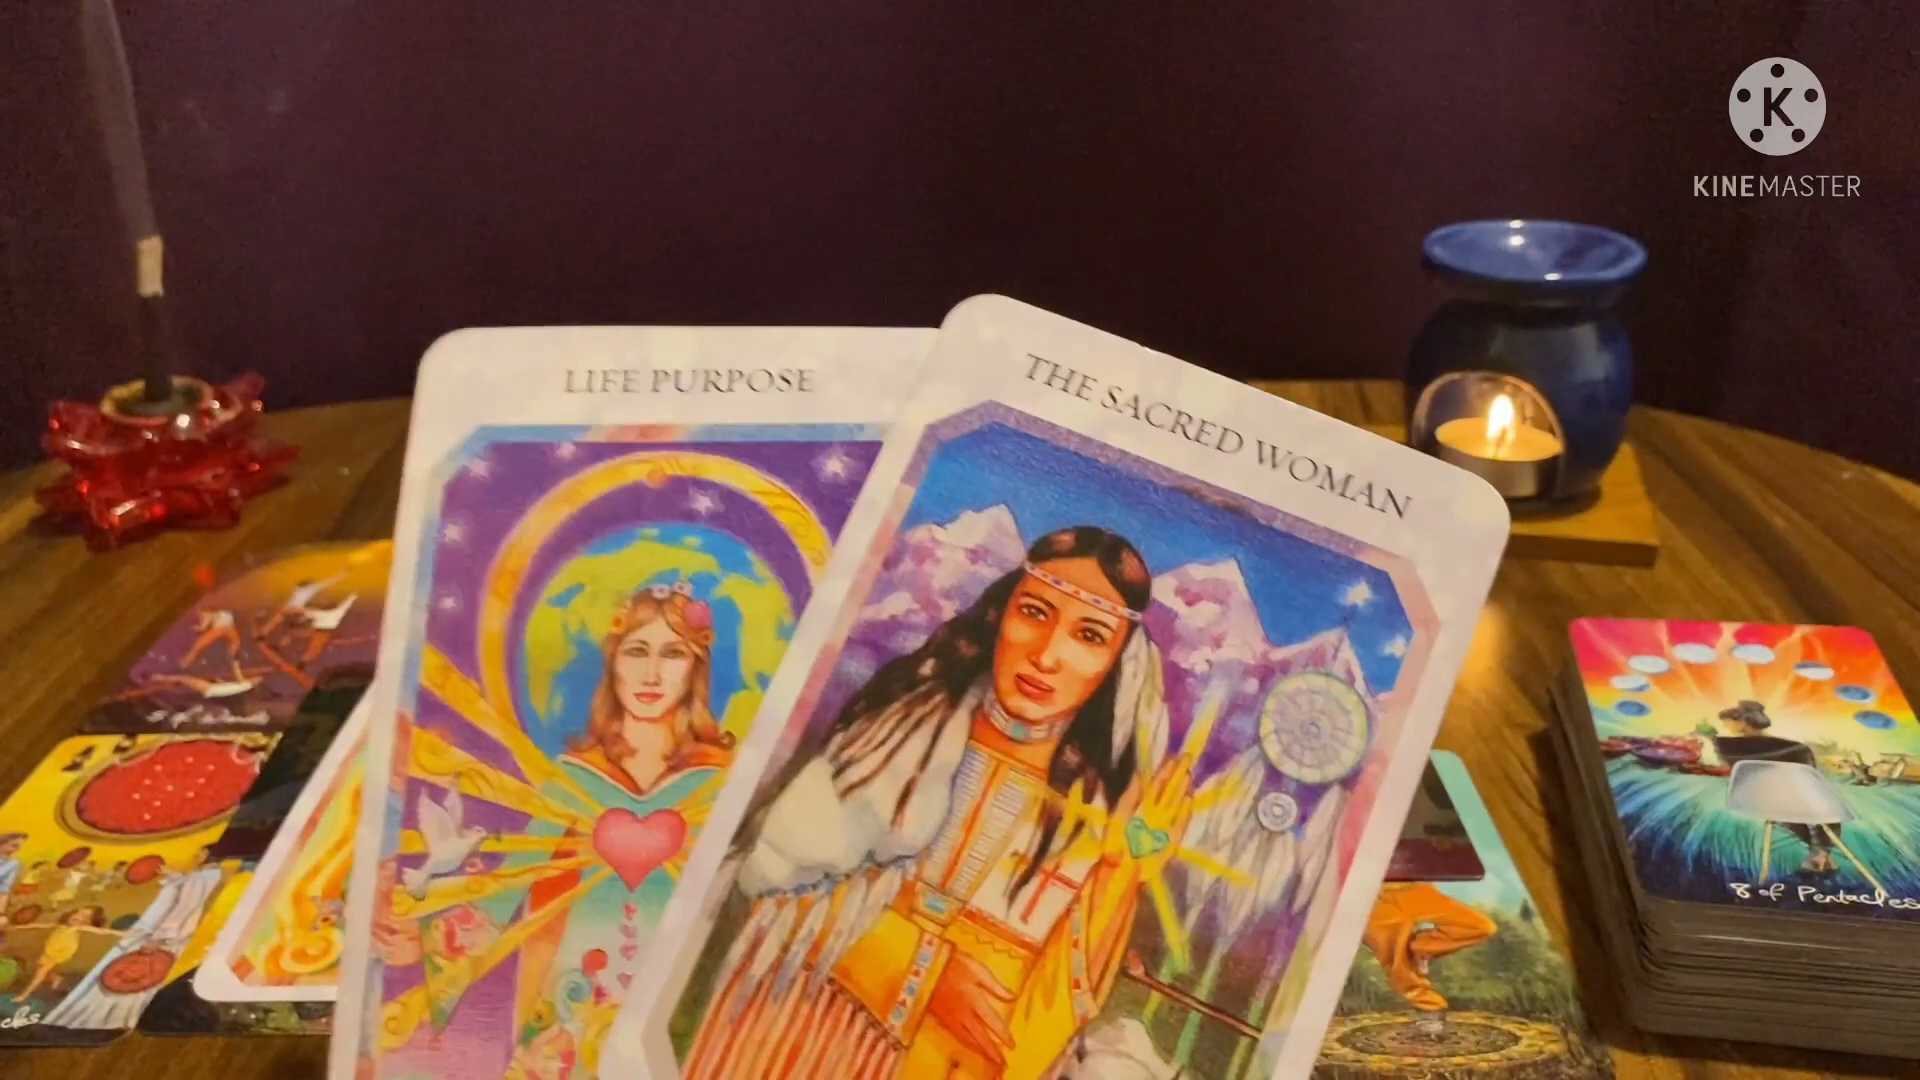 K
KINEMASTER
LIFE PURPOSE
THE SACRED WOMAN
8 of Pentacles